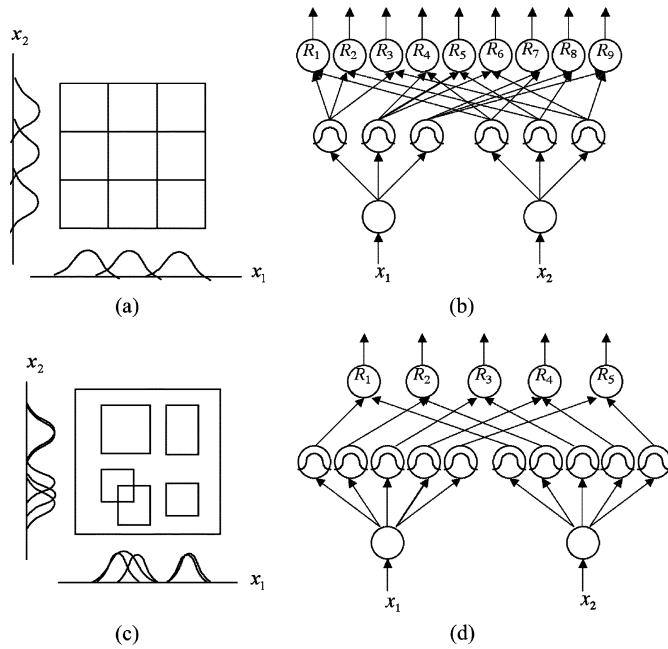 x2
x1
(a)
R1 R2 R3 R4 R5 R6 R7 R8 R9
x1 x2
(b)
x2
x1
(c)
R1 R2 R3 R4 R5
x1 x2
(d)